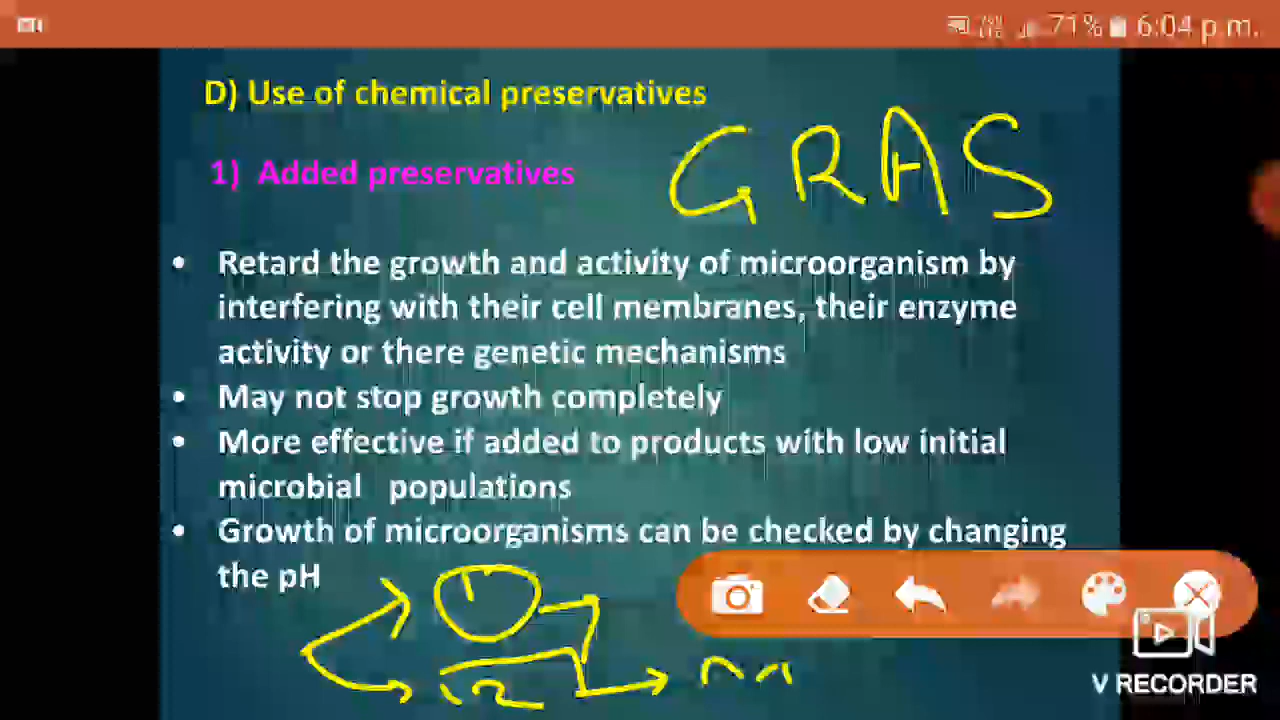 71% 6:04 p.m.
D) Use of chemical preservatives
GRAS
1) Added preservatives
• Retard the growth and activity of microorganism by
interfering with their cell membranes, their enzyme
activity or there genetic mechanisms
• May not stop growth completely
• More effective if added to products with low initial
microbial populations
• Growth of microorganisms can be checked by changing
the pH
V RECORDER